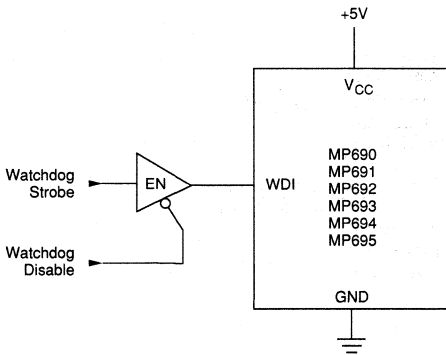 +5V
VCC
Watchdog
Strobe
EN
WDI
MP690
MP691
MP692
MP693
MP694
MP695
Watchdog
Disable
GND